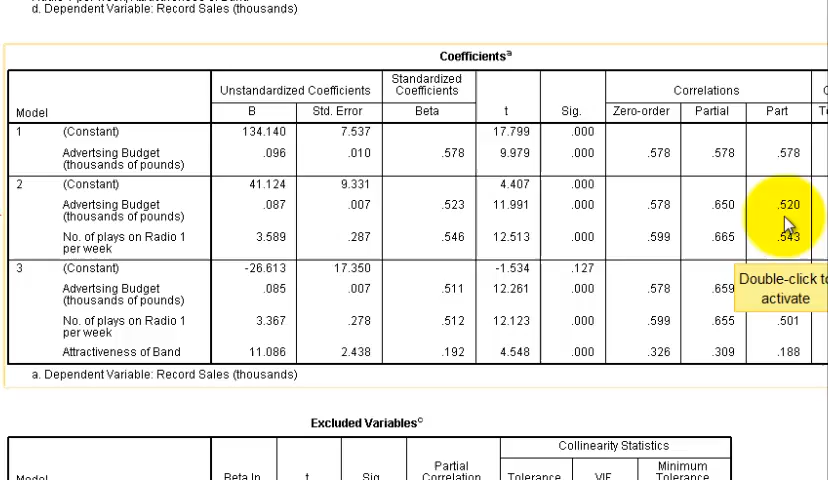 d. Dependent Variable: Record Sales (thousands)
Coefficientsa
Model
Unstandardized Coefficients
Standardized Coefficients
Correlations
B Std. Error Beta t Sig. Zero-order Partial Part
1 (Constant) 134.140 7.537 17.799 .000
Advertsing Budget (thousands of pounds) .096 .010 .578 9.979 .000 .578 .578 .578
2 (Constant) 41.124 9.331 4.407 .000
Advertsing Budget (thousands of pounds) .087 .007 .523 11.991 .000 .578 .650 .520
No. of plays on Radio 1 per week 3.589 .287 .546 12.513 .000 .599 .665 .543
3 (Constant) -26.613 17.350 -1.534 .127
Advertsing Budget (thousands of pounds) .085 .007 .511 12.261 .000 .578 .659
Double-click to
activate
No. of plays on Radio 1 per week 3.367 .278 .512 12.123 .000 .599 .655 .501
Attractiveness of Band 11.086 2.438 .192 4.548 .000 .326 .309 .188
a. Dependent Variable: Record Sales (thousands)
Excluded Variablesc
Collinearity Statistics
Model Beta In t Sig. Partial Correlation Tolerance VIF Minimum Tolerance